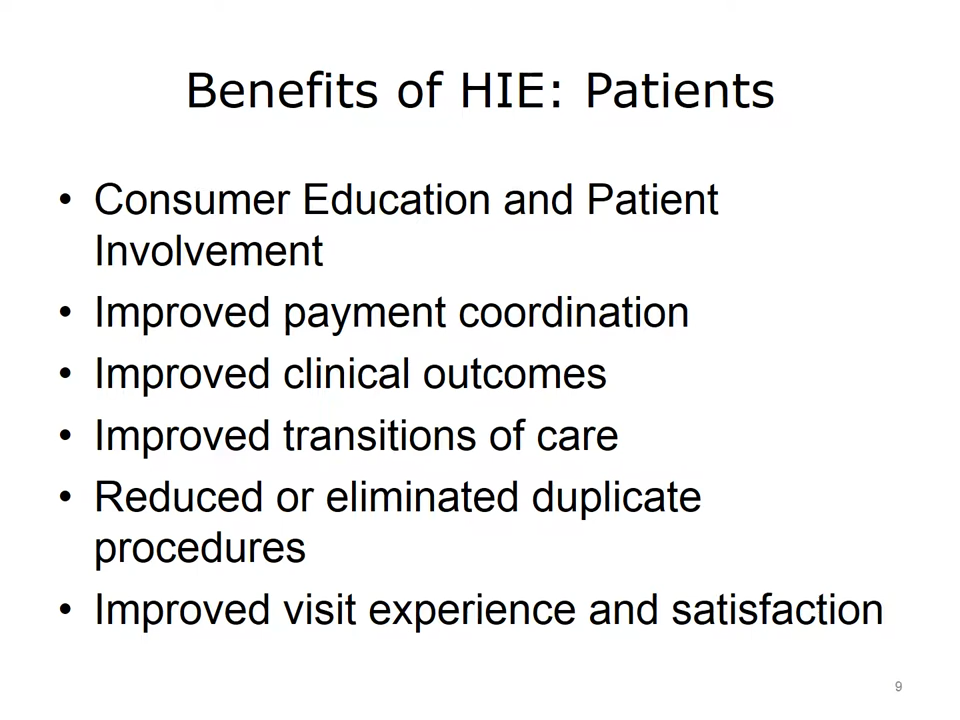 Benefits of HIE: Patients
• Consumer Education and Patient
Involvement
• Improved payment coordination
• Improved clinical outcomes
• Improved transitions of care
• Reduced or eliminated duplicate
procedures
• Improved visit experience and satisfaction
9